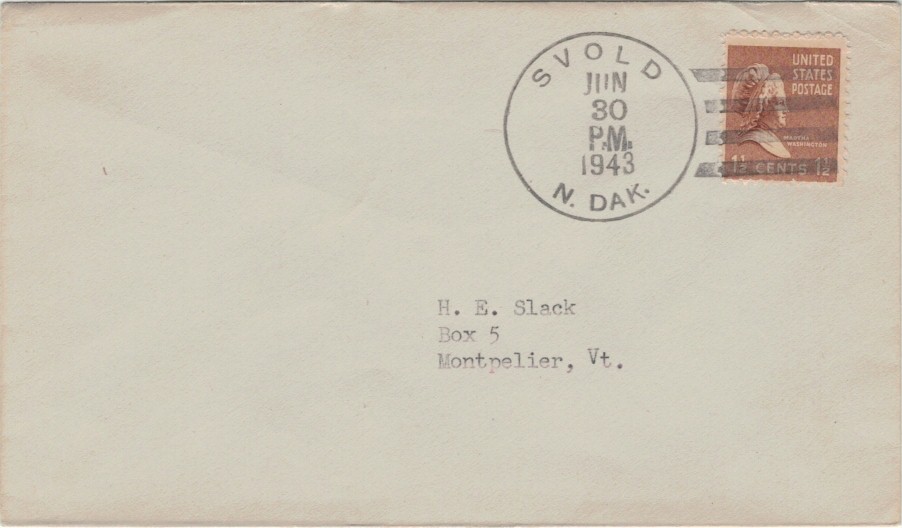 SVOLD
JUN
30
P.M.
1943
N. DAK.
UNITED
STATES
POSTAGE
MARTHA
WASHINGTON
1½ CENTS 1½
H. E. Slack
Box 5
Montpelier, Vt.